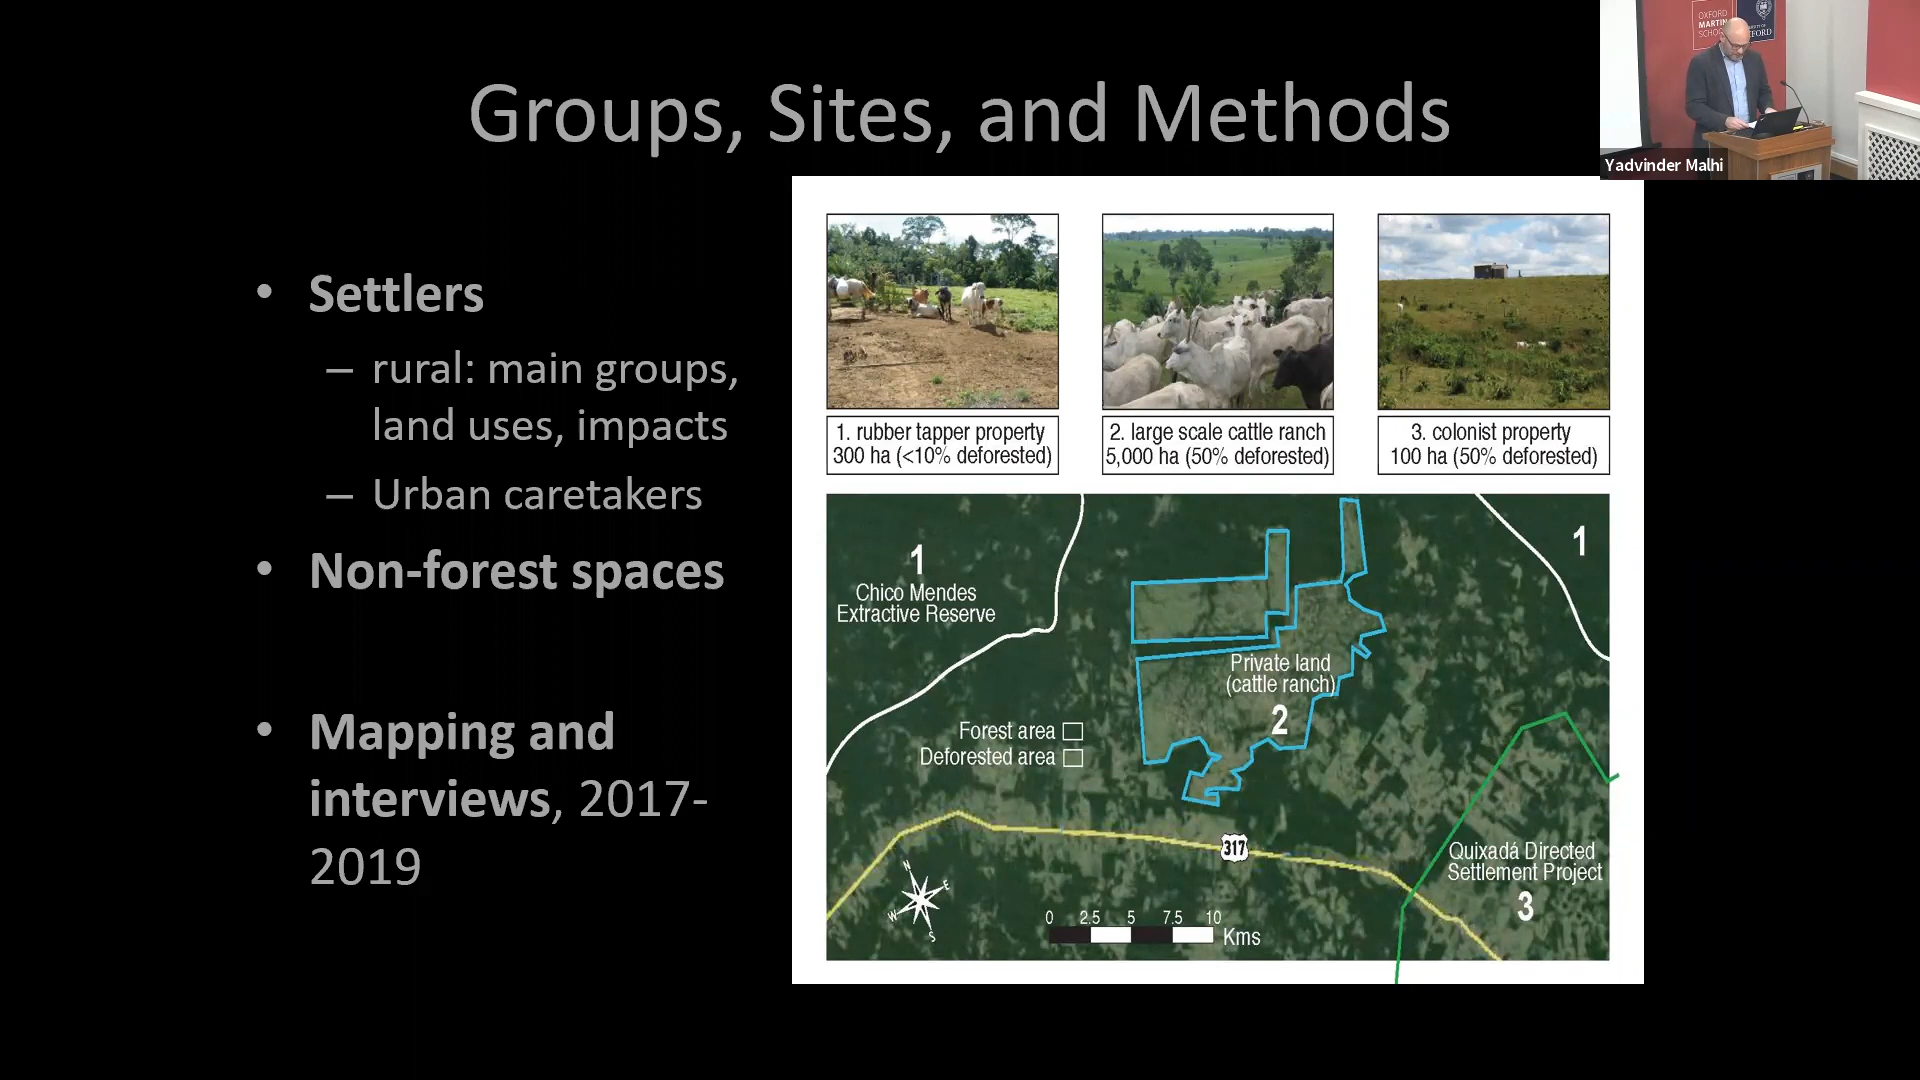 Groups, Sites, and Methods
OXFORD
MARTIN
SCHOOL
Yadvinder Malhi
• Settlers
– rural: main groups,
land uses, impacts
– Urban caretakers
• Non-forest spaces
• Mapping and
interviews, 2017-
2019
1. rubber tapper property
300 ha (<10% deforested)
2. large scale cattle ranch
5,000 ha (50% deforested)
3. colonist property
100 ha (50% deforested)
1
Chico Mendes
Extractive Reserve
1
Private land
(cattle ranch)
2
Forest area
Deforested area
317
Quixadá Directed
Settlement Project
3
N
E
W
S
0 2.5 5 7.5 10
Kms